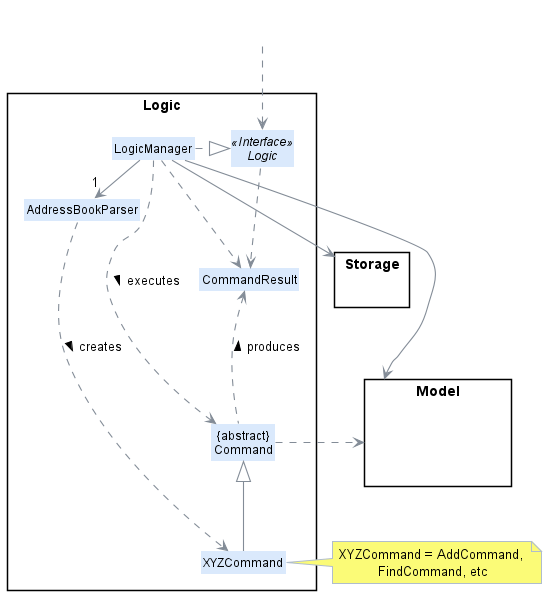 Logic
«Interface»
Logic
LogicManager
1
AddressBookParser
Storage
CommandResult
executes
creates
produces
Model
{abstract}
Command
XYZCommand
XYZCommand = AddCommand,
FindCommand, etc